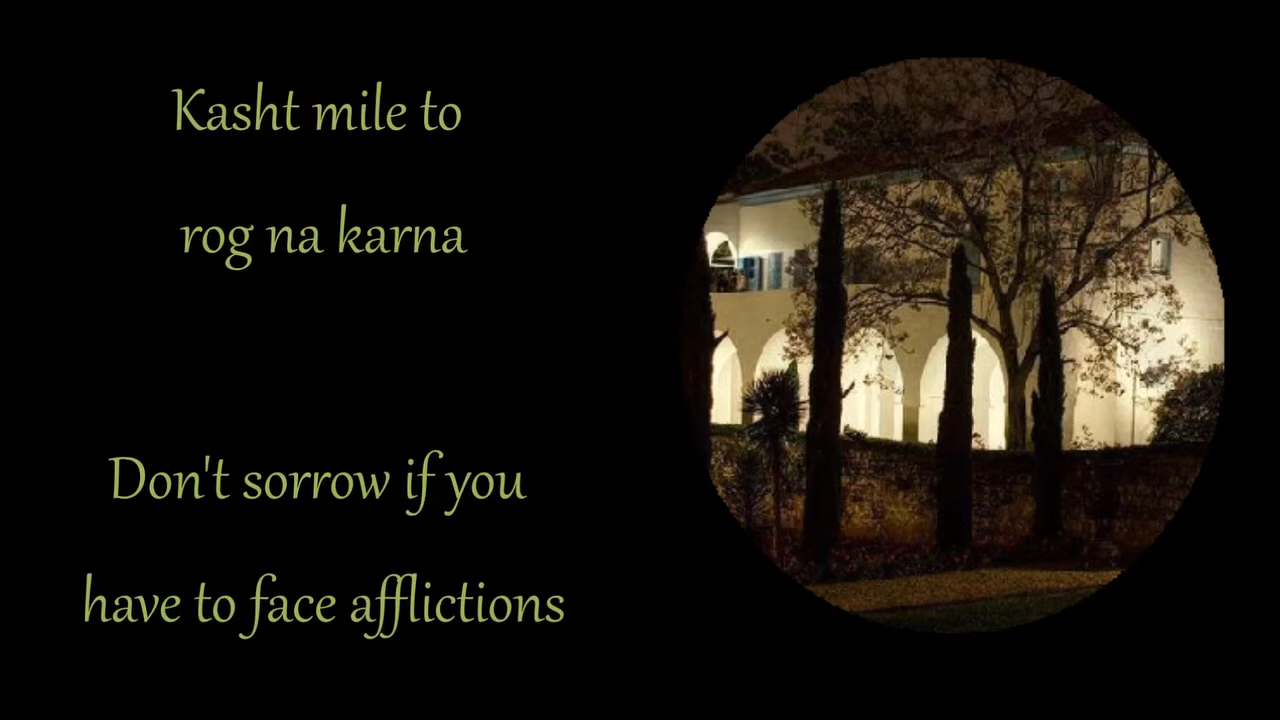 Kasht mile to
rog na karna
Don't sorrow if you
have to face afflictions